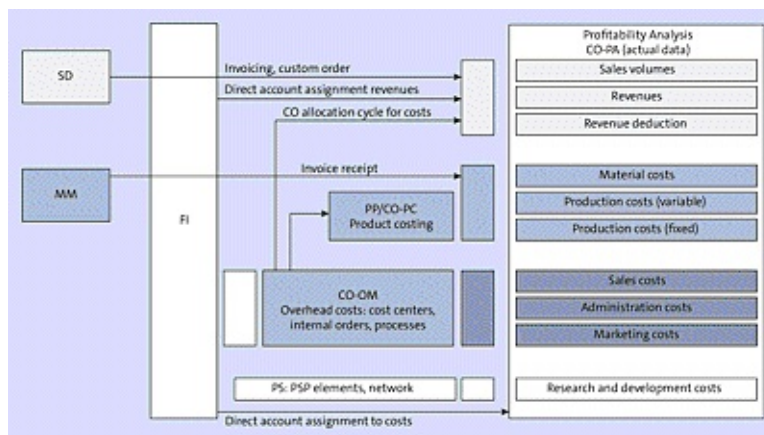 Profitability Analysis
CO-PA (actual data)
SD
Invoicing, custom order
Sales volumes
Direct account assignment revenues
Revenues
CO allocation cycle for costs
Revenue deduction
MM
Invoice receipt
Material costs
FI
PP/CO-PC
Product costing
Production costs (variable)
Production costs (fixed)
CO-OM
Overhead costs: cost centers,
internal orders, processes
Sales costs
Administration costs
Marketing costs
PS: PSP elements, network
Research and development costs
Direct account assignment to costs